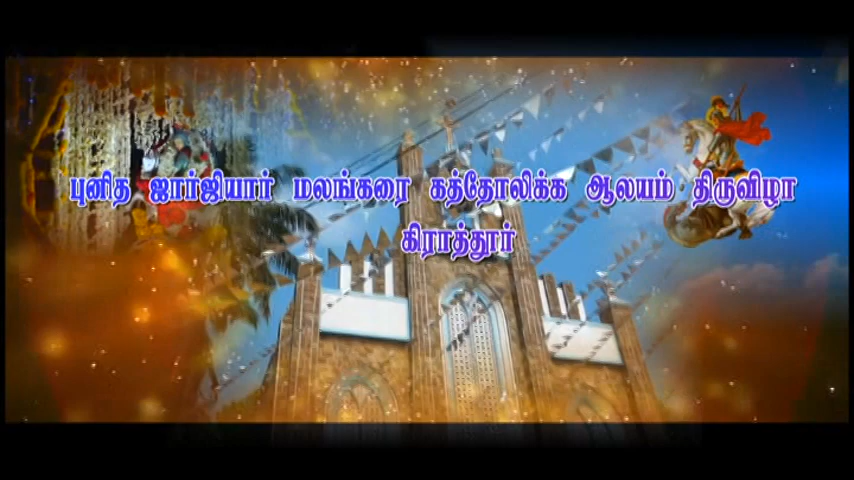 புனித ஜார்ஜியார் மலங்கரை கத்தோலிக்க ஆலயம் திருவிழா
கிராத்தூர்